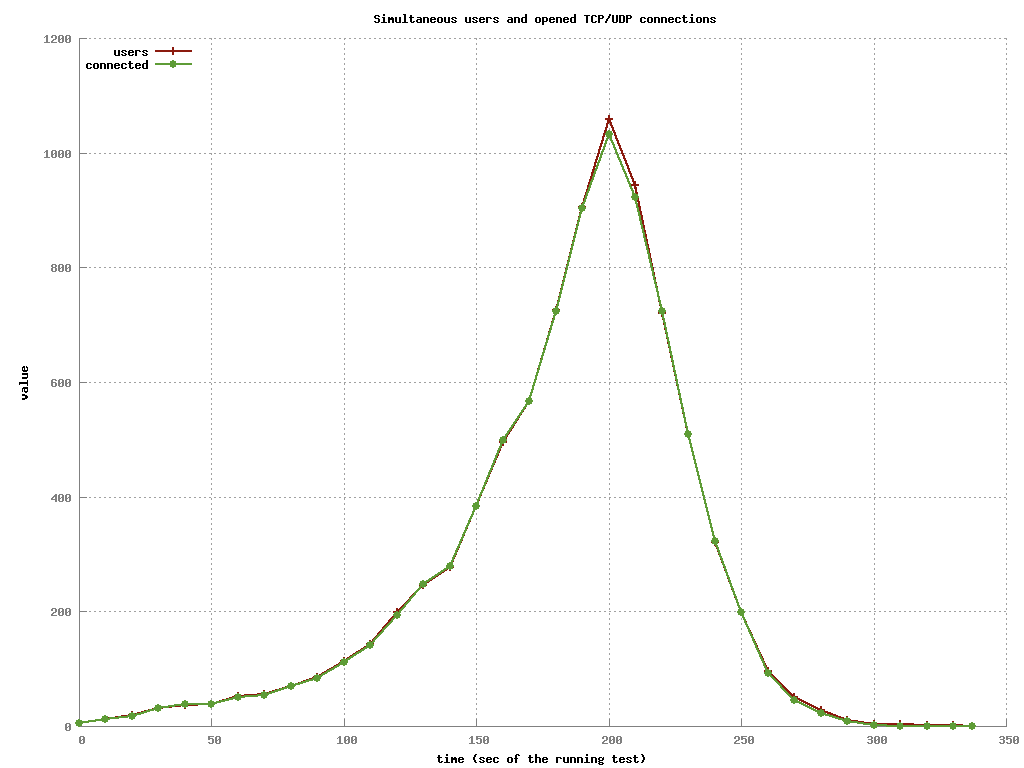 Simultaneous users and opened TCP/UDP connections
1200
users
connected
1000
800
600
value
400
200
0
0 50 100 150 200 250 300 350
time (sec of the running test)